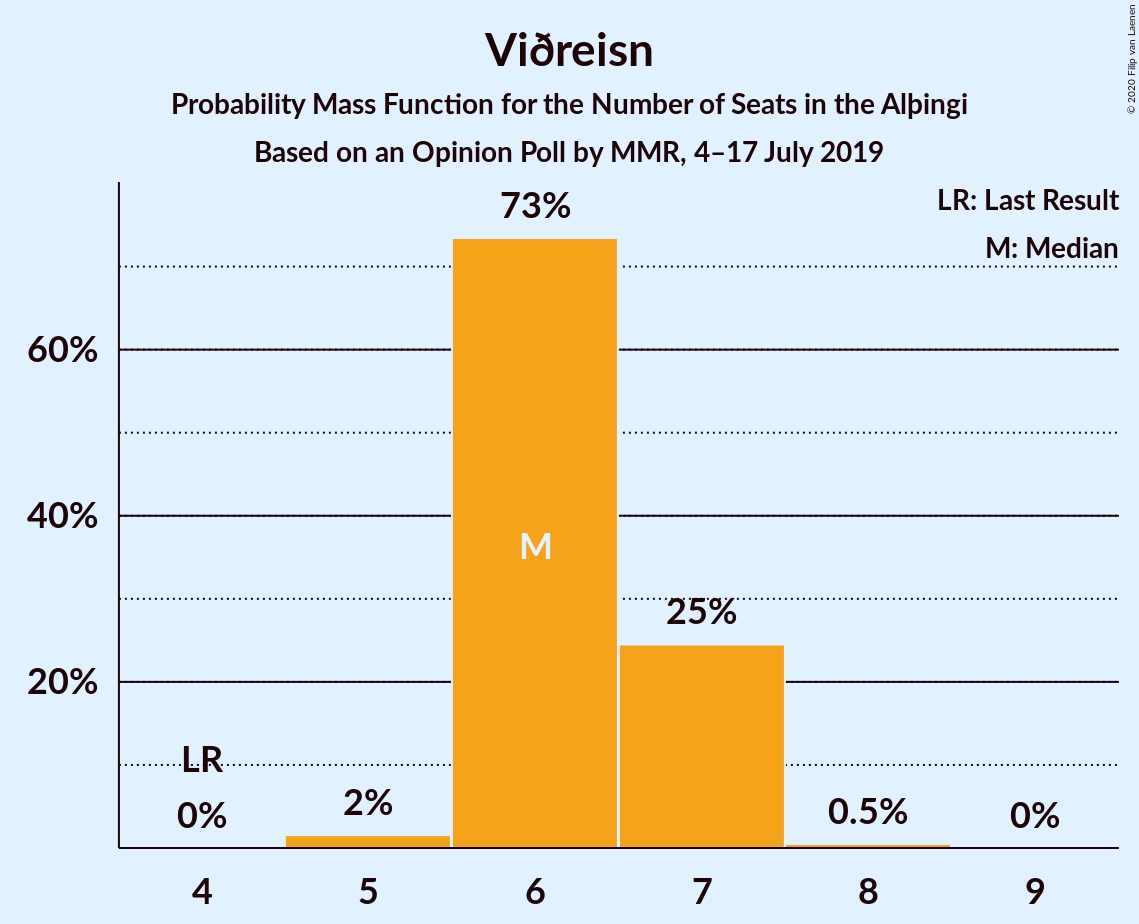 Viðreisn
Probability Mass Function for the Number of Seats in the Alþingi
Based on an Opinion Poll by MMR, 4–17 July 2019
© 2020 Filip van Laenen
LR: Last Result
M: Median
73%
60%
40%
20%
M
25%
LR
0%
2%
0.5%
0%
4 5 6 7 8 9